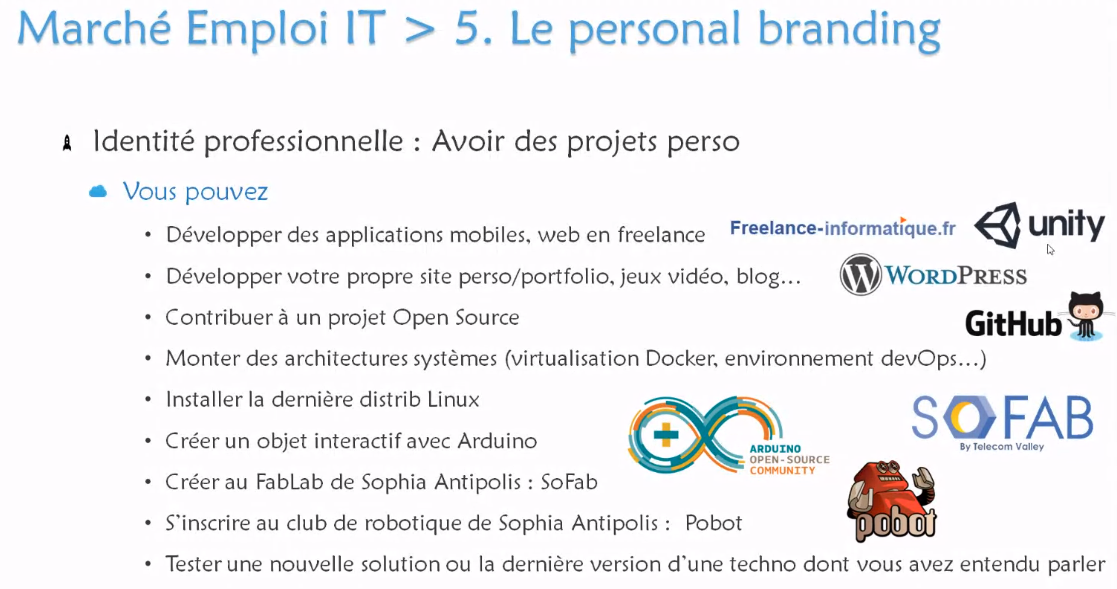 Marché Emploi IT > 5. Le personal branding
Identité professionnelle : Avoir des projets perso
Vous pouvez
• Développer des applications mobiles, web en freelance
Freelance-informatique.fr
unity
• Développer votre propre site perso/portfolio, jeux vidéo, blog…
WORDPRESS
• Contribuer à un projet Open Source
GitHub
• Monter des architectures systèmes (virtualisation Docker, environnement devOps…)
• Installer la dernière distrib Linux
• Créer un objet interactif avec Arduino
ARDUINO
OPEN-SOURCE
COMMUNITY
SOFAB
By Telecom Valley
• Créer au FabLab de Sophia Antipolis : SoFab
• S'inscrire au club de robotique de Sophia Antipolis : Pobot
pobot
• Tester une nouvelle solution ou la dernière version d'une techno dont vous avez entendu parler